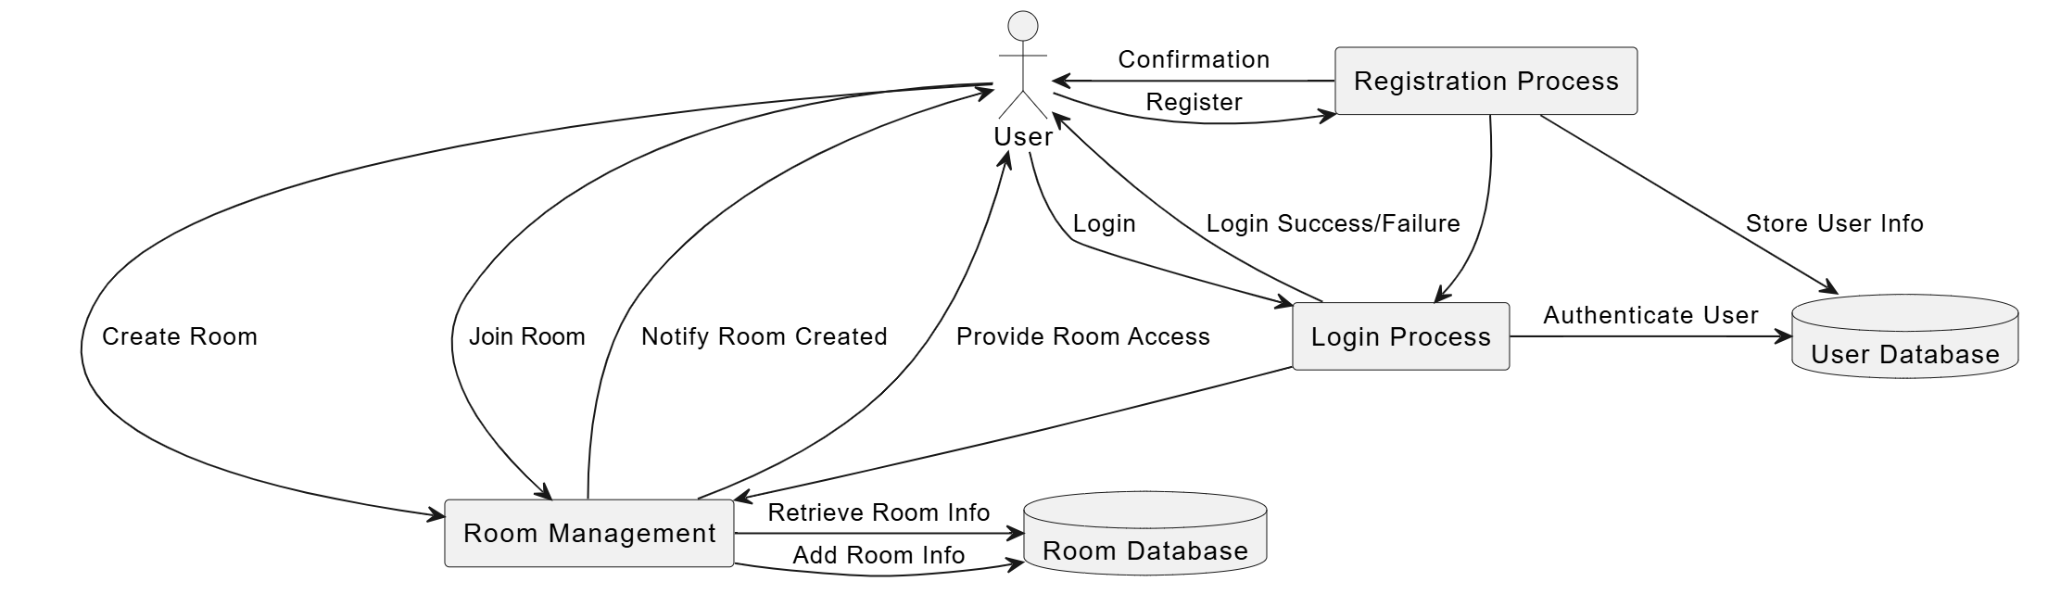 Confirmation
Registration Process
Register
User
Login
Login Success/Failure
Store User Info
Create Room
Join Room
Notify Room Created
Provide Room Access
Login Process
Authenticate User
User Database
Room Management
Retrieve Room Info
Add Room Info
Room Database